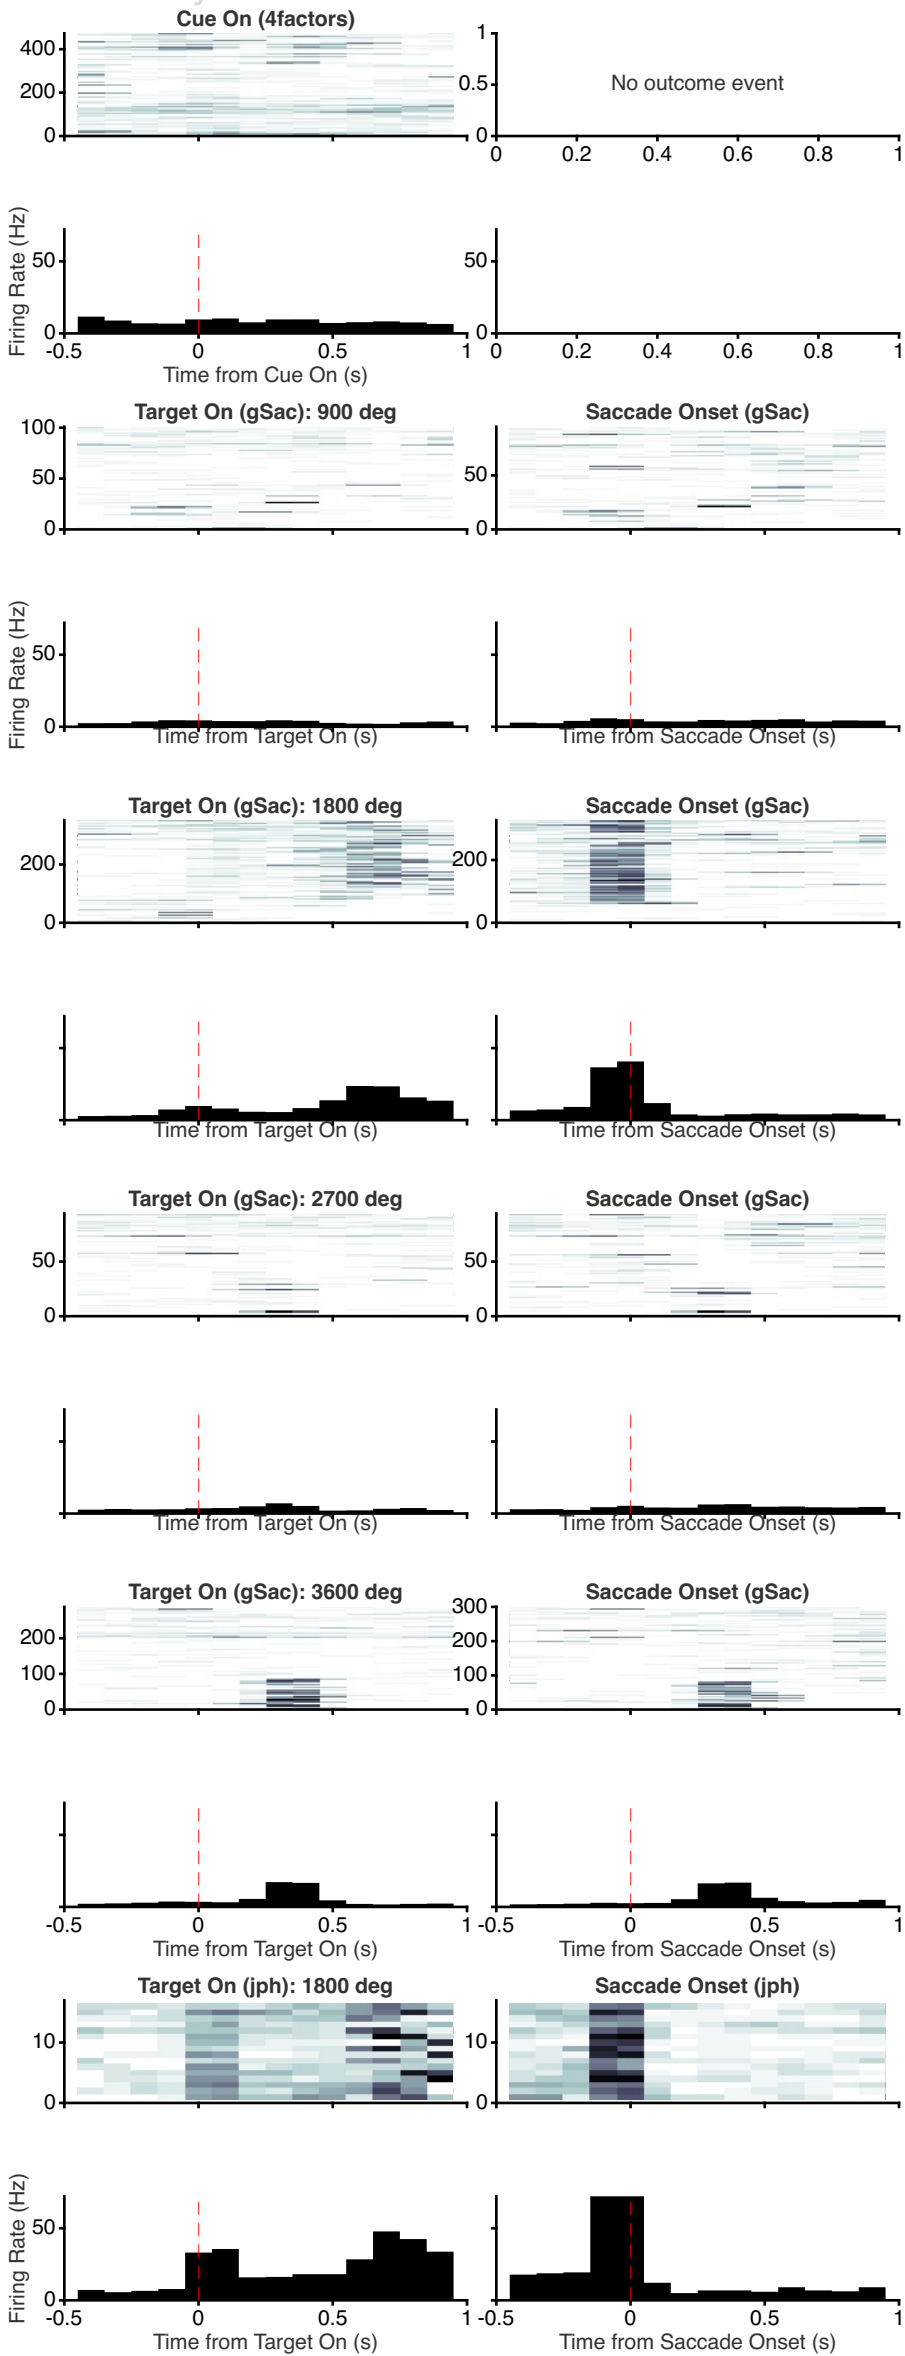 Cue On (4factors)
400
200
0
1
0.5
0
No outcome event
0 0.2 0.4 0.6 0.8 1
Firing Rate (Hz)
50
0
-0.5 0 0.5 1
Time from Cue On (s)
50
0
0 0.2 0.4 0.6 0.8 1
Target On (gSac): 900 deg
100
50
0
Saccade Onset (gSac)
50
0
Firing Rate (Hz)
50
0
Time from Target On (s)
Time from Saccade Onset (s)
Target On (gSac): 1800 deg
200
0
Saccade Onset (gSac)
200
0
Time from Target On (s)
Time from Saccade Onset (s)
Target On (gSac): 2700 deg
50
0
Saccade Onset (gSac)
50
0
Time from Target On (s)
Time from Saccade Onset (s)
Target On (gSac): 3600 deg
200
100
0
Saccade Onset (gSac)
300
200
100
0
-0.5 0 0.5 1
Time from Target On (s)
-0.5 0 0.5 1
Time from Saccade Onset (s)
Target On (jph): 1800 deg
10
0
Saccade Onset (jph)
10
0
Firing Rate (Hz)
50
0
-0.5 0 0.5 1
Time from Target On (s)
-0.5 0 0.5 1
Time from Saccade Onset (s)